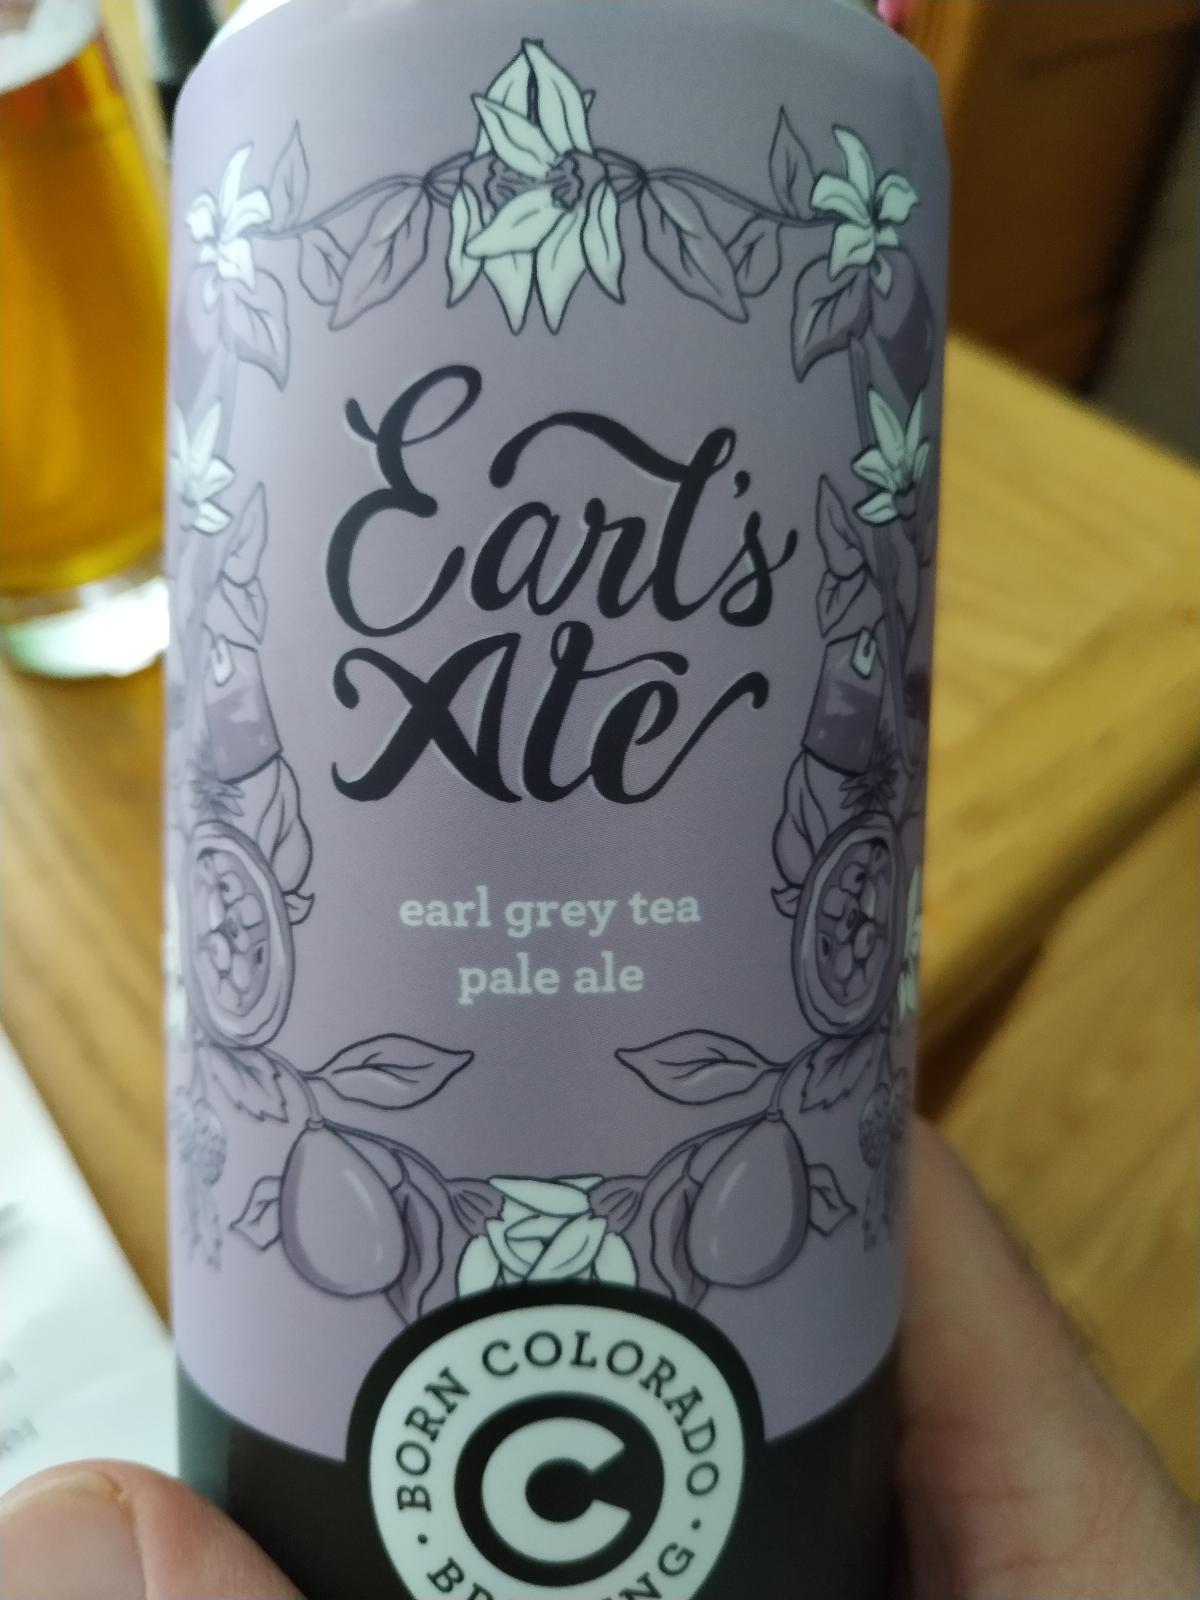 Earl's
Ale
earl grey tea
pale ale
BORN COLORADO
C